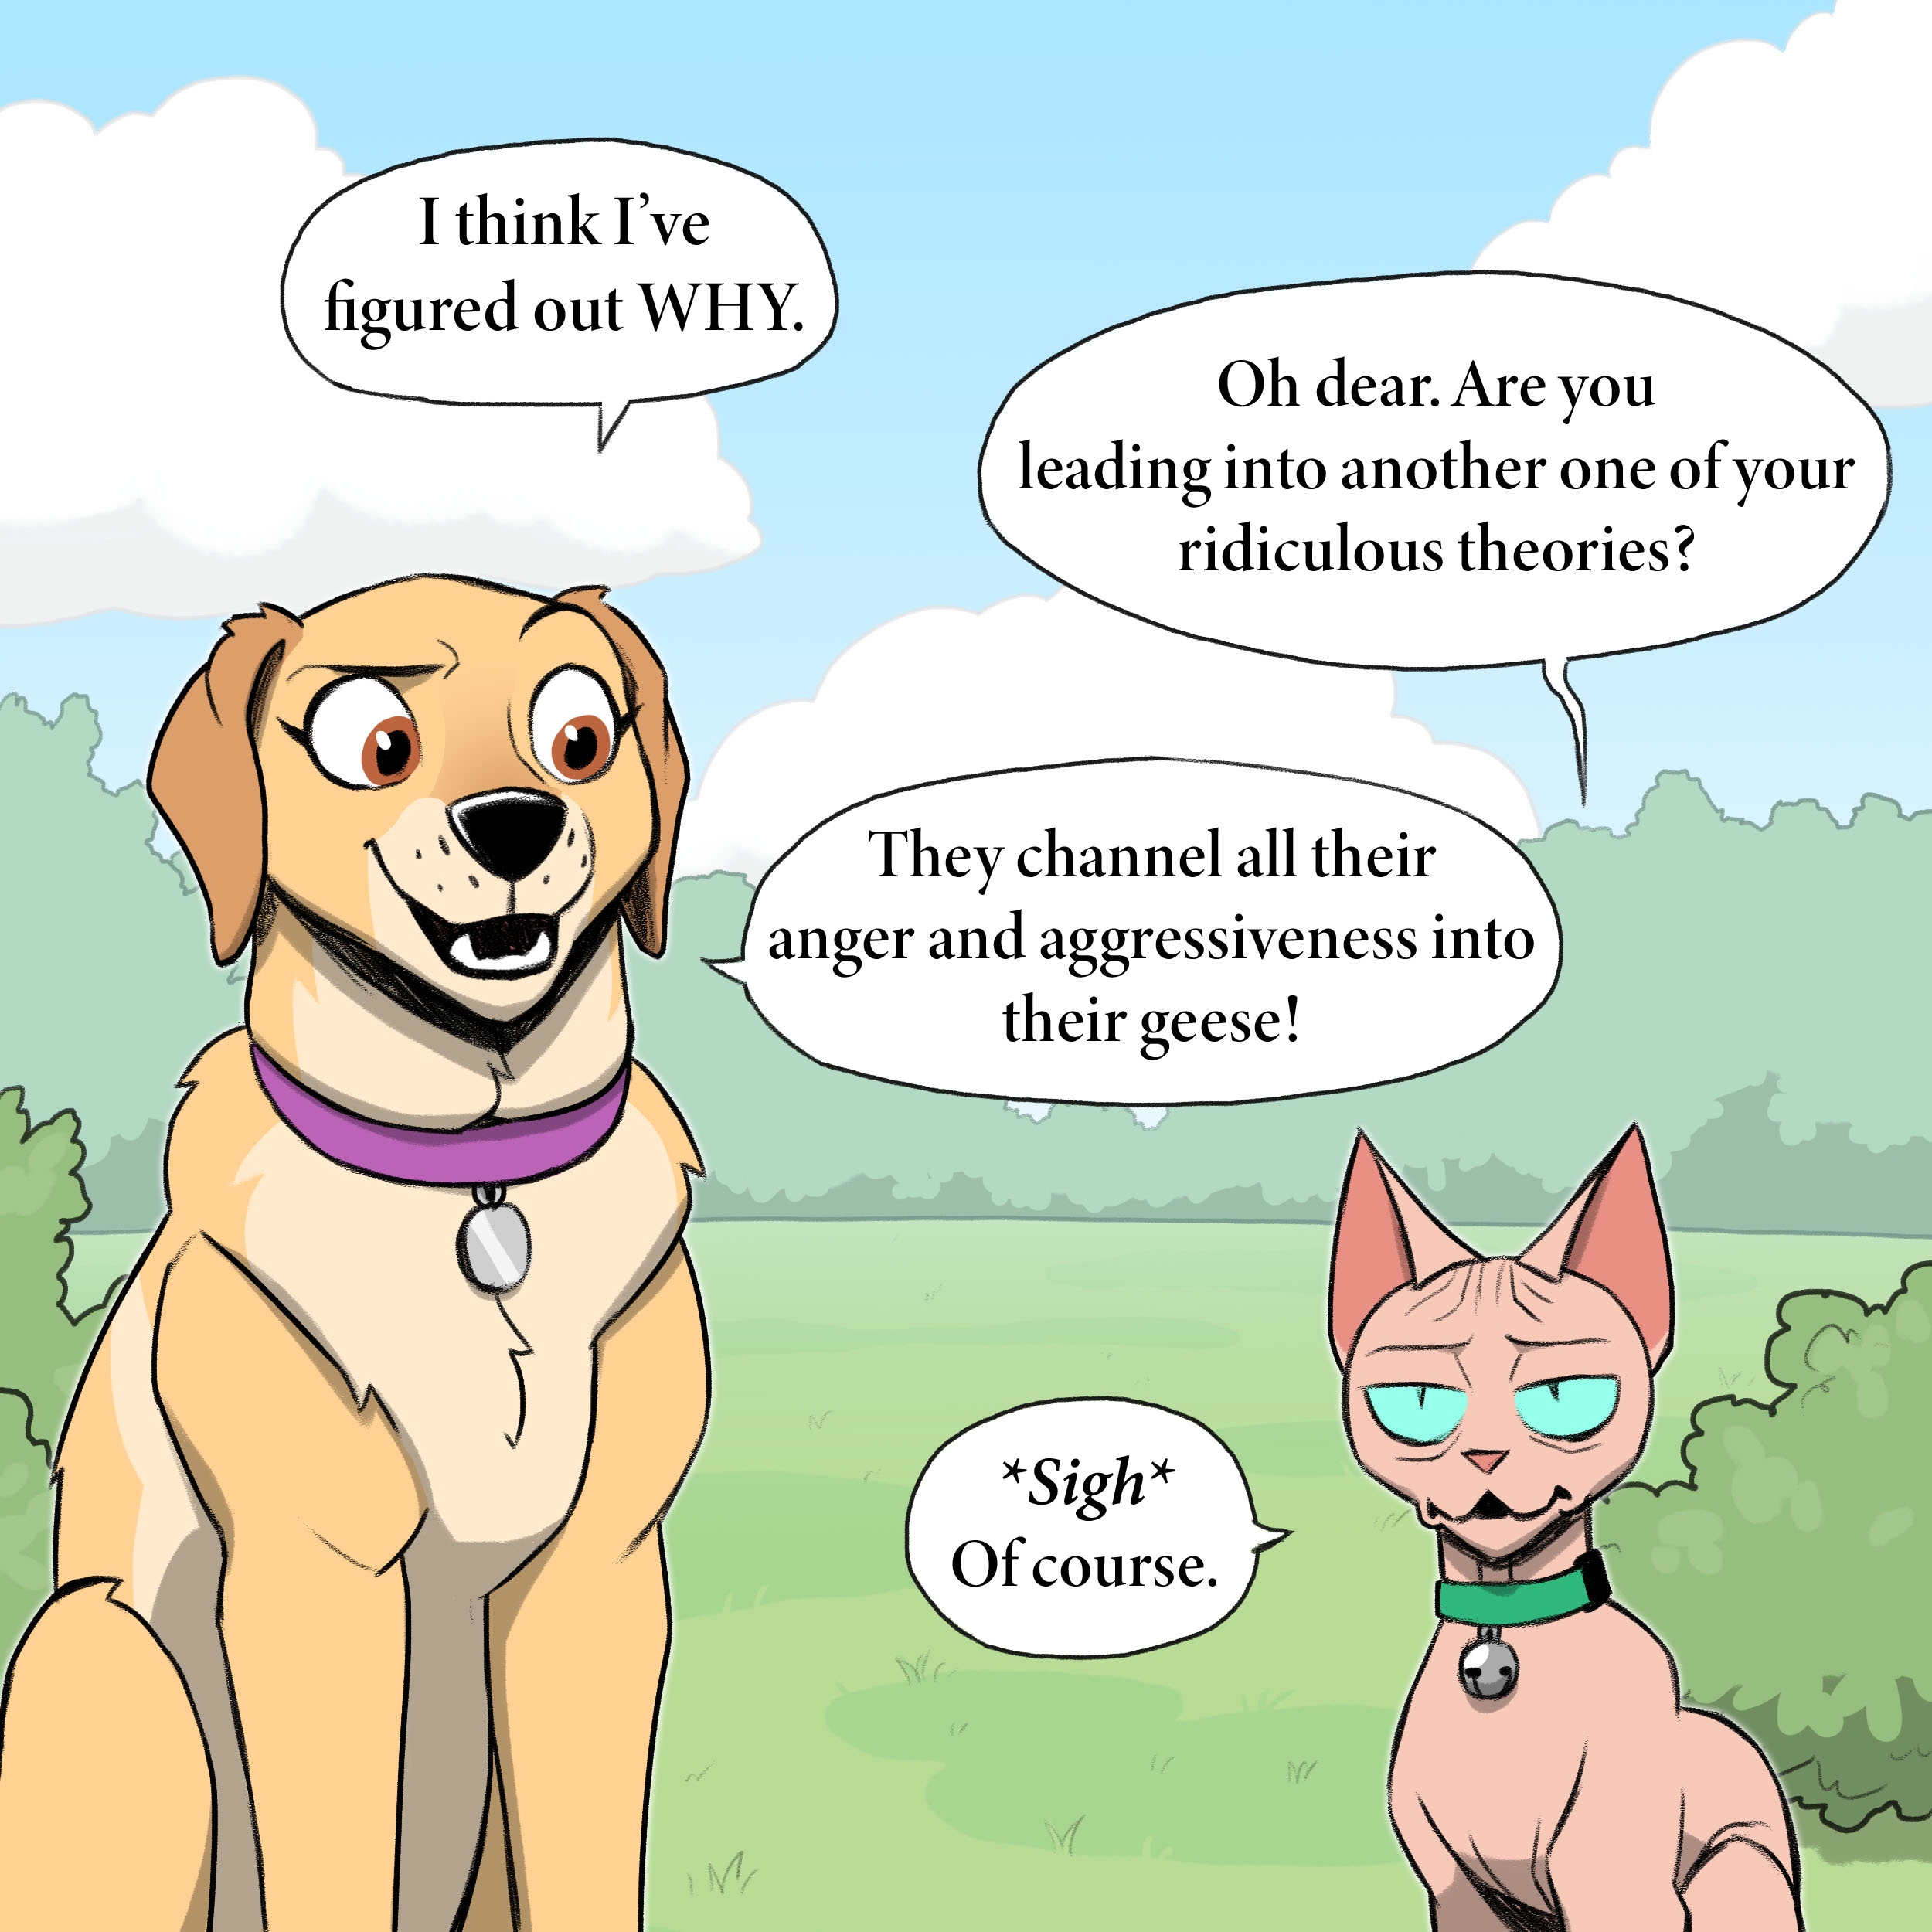 I think I’ve
figured out WHY.
Oh dear. Are you
leading into another one of your
ridiculous theories?
They channel all their
anger and aggressiveness into
their geese!
*Sigh*
Of course.